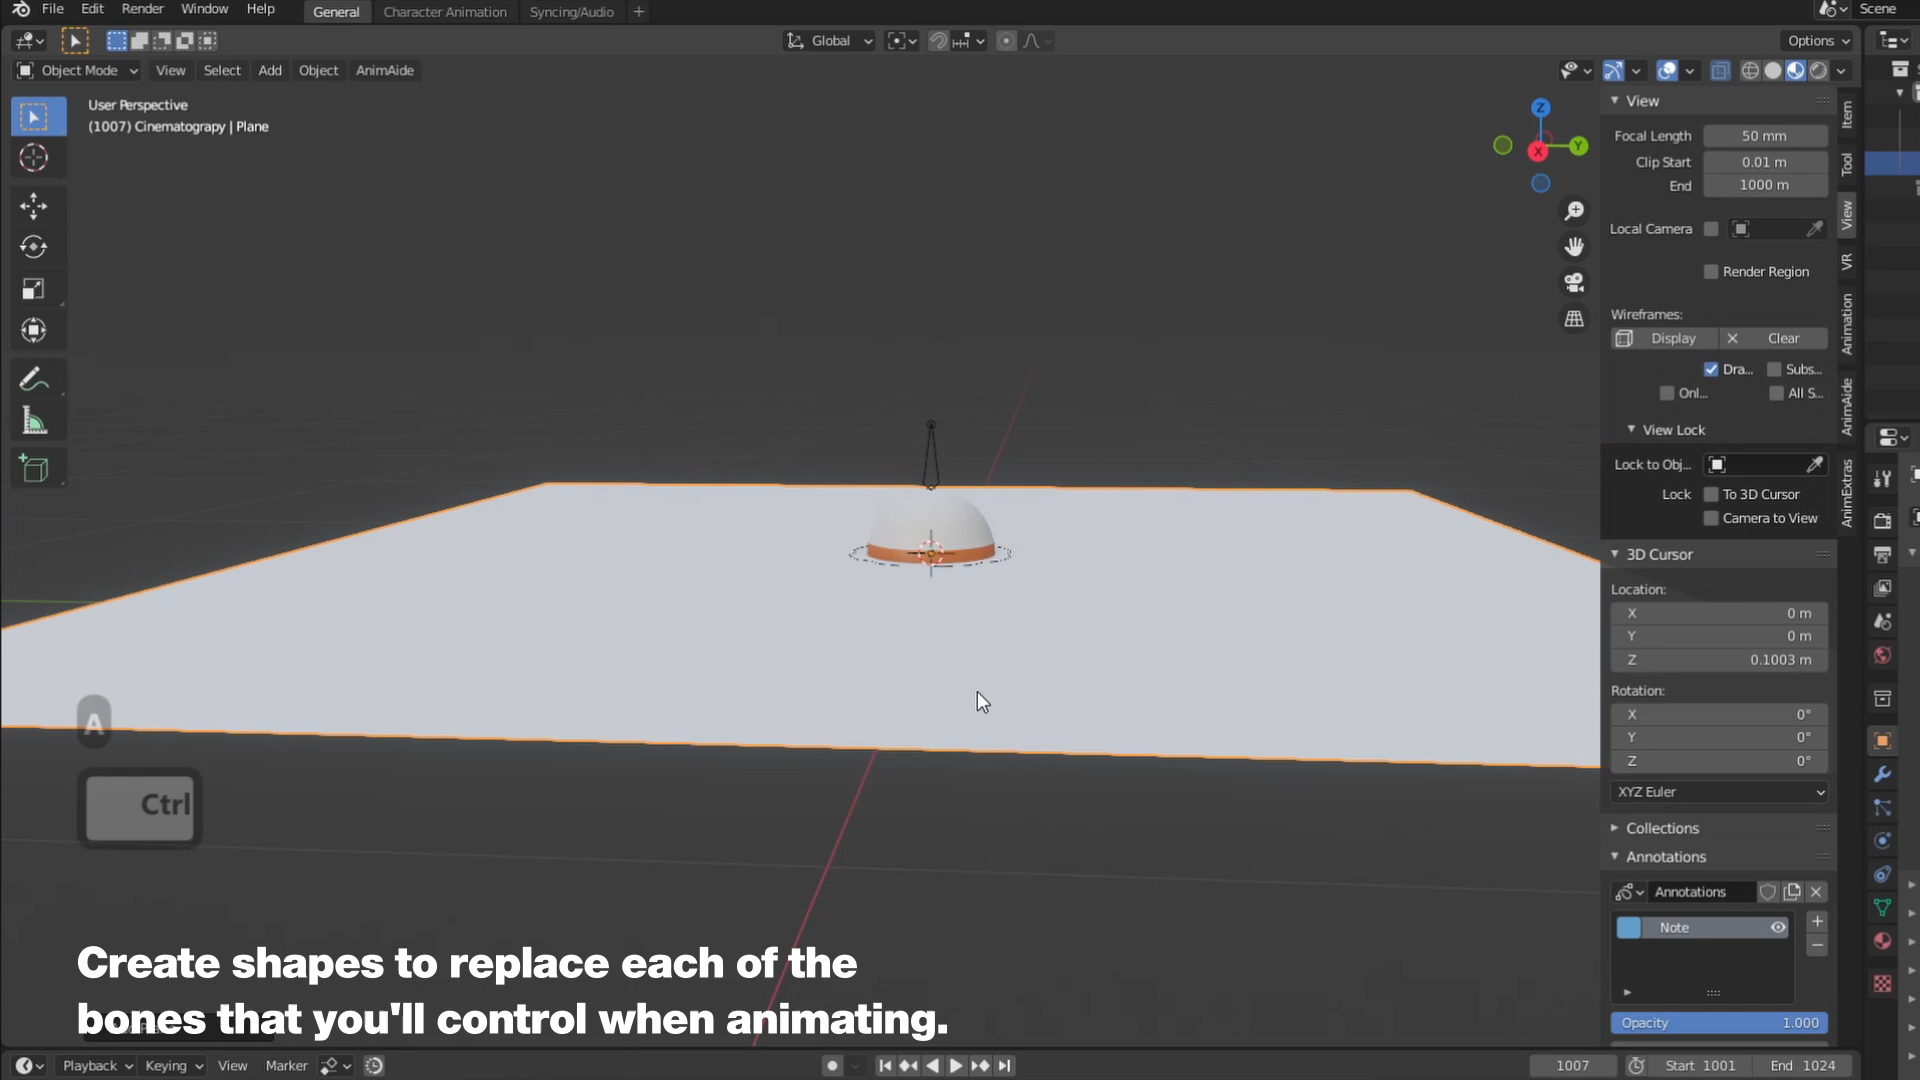 File Edit Render Window Help General Character Animation Syncing/Audio + Scene
Global Options
Object Mode View Select Add Object AnimAide
User Perspective
(1007) Cinematograpy | Plane
Z
Y
X
View
Focal Length 50 mm
Clip Start 0.01 m
End 1000 m
Local Camera
Render Region
Wireframes:
Display Clear
Dra... Subs...
Onl... All S...
View Lock
Lock to Obj...
Lock To 3D Cursor
Camera to View
3D Cursor
Location:
X 0 m
Y 0 m
Z 0.1003 m
Rotation:
X 0°
Y 0°
Z 0°
XYZ Euler
Collections
Annotations
Annotations
Note
Opacity 1.000
Item
Tool
View
VR
Animation
AnimAide
AnimExtras
A
Ctrl
Create shapes to replace each of the
bones that you'll control when animating.
Playback Keying View Marker 1007 Start 1001 End 1024